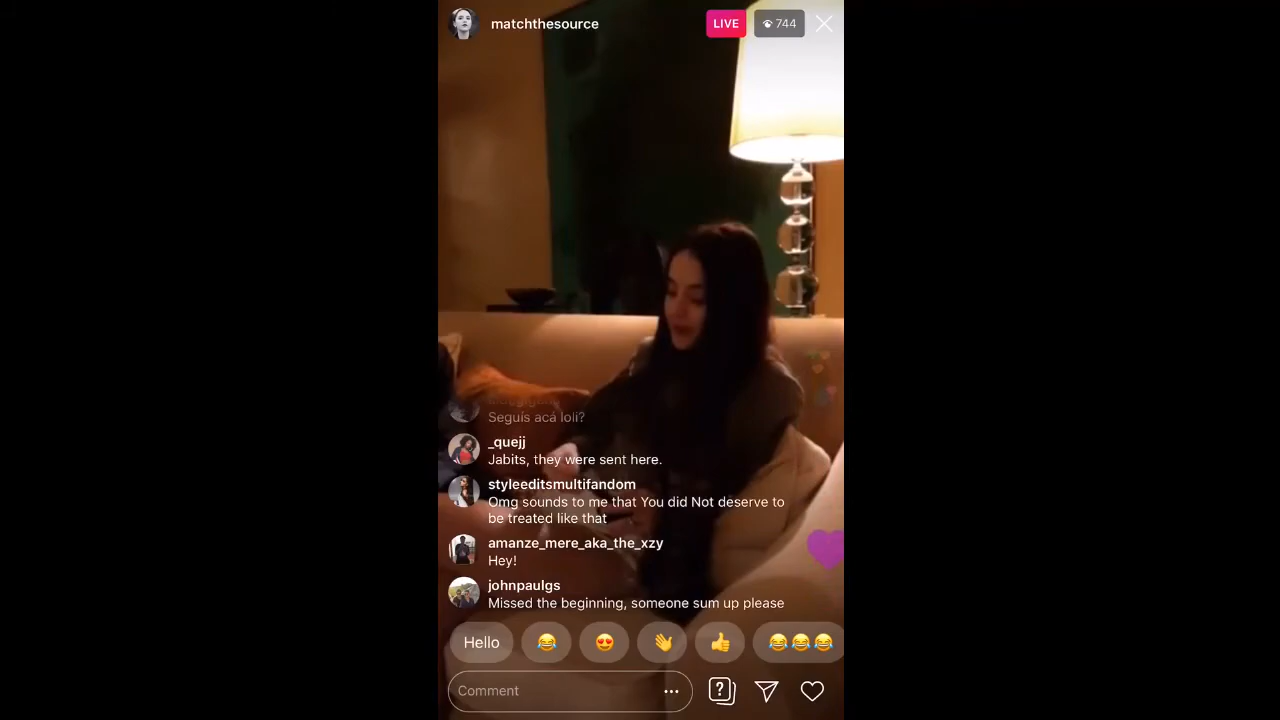 matchthesource
LIVE
744
Seguís acá loli?
_quejj
Jabits, they were sent here.
styleeditsmultifandom
Omg sounds to me that You did Not deserve to
be treated like that
amanze_mere_aka_the_xzy
Hey!
johnpaulgs
Missed the beginning, someone sum up please
Hello
Comment